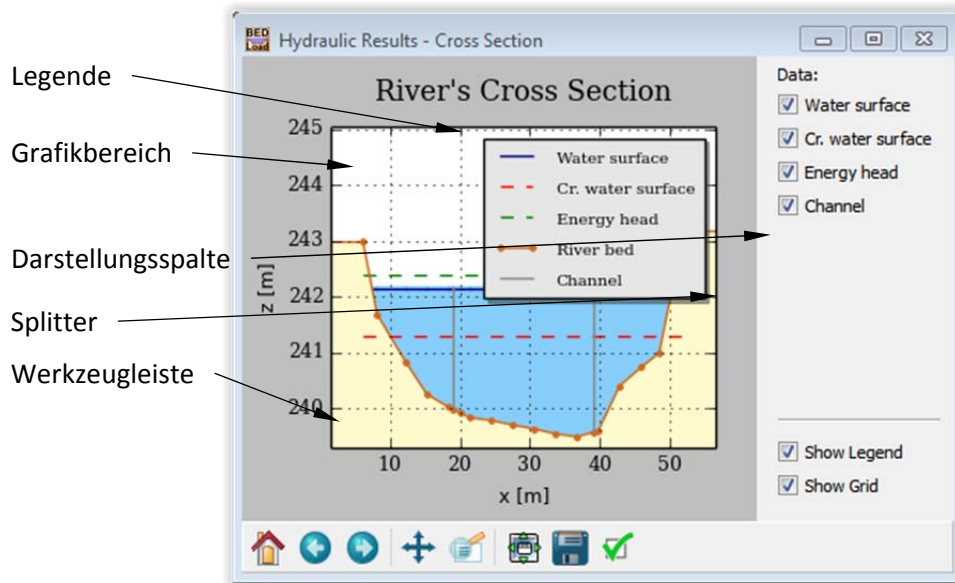 BED
Load
Hydraulic Results - Cross Section
Legende
Grafikbereich
Darstellungsspalte
Splitter
Werkzeugleiste
River's Cross Section
245
244
243
242
241
240
z [m]
10 20 30 40 50
x [m]
Water surface
Cr. water surface
Energy head
River bed
Channel
Data:
Water surface
Cr. water surface
Energy head
Channel
Show Legend
Show Grid